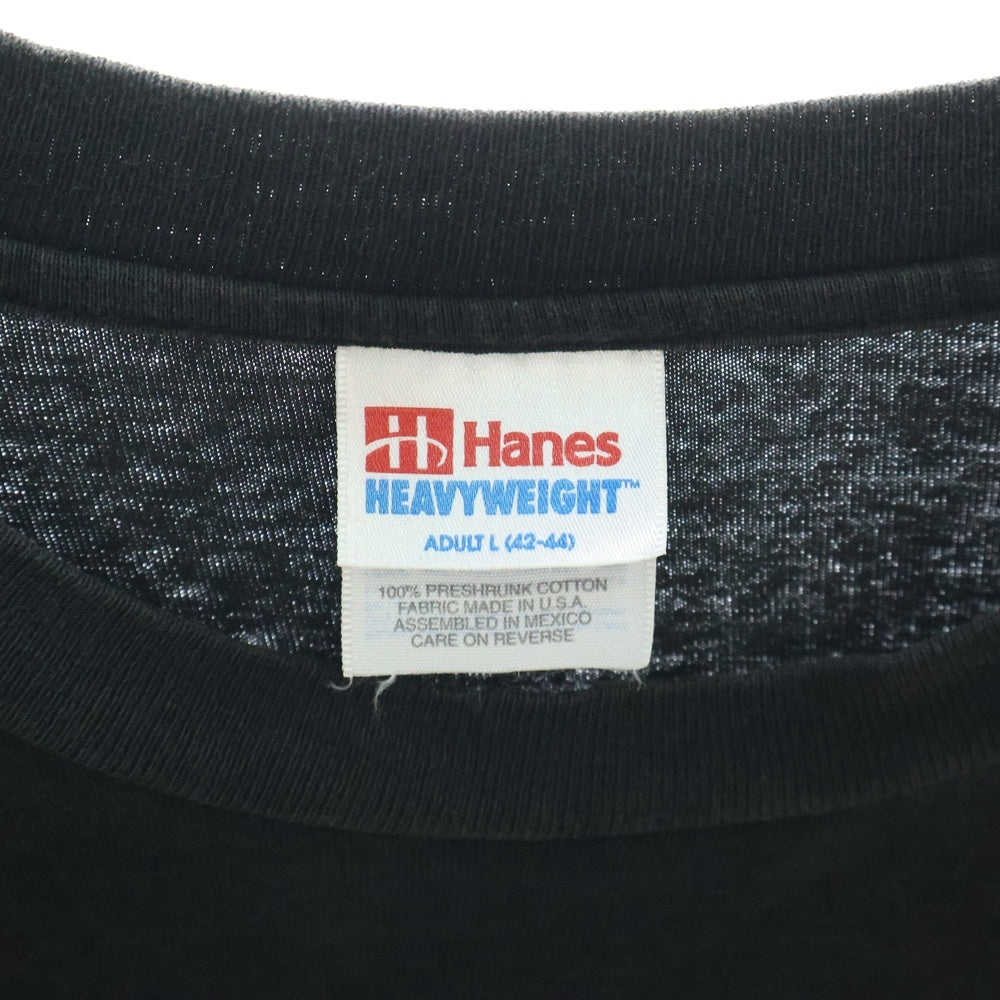 Hanes
HEAVYWEIGHT™
ADULT L (42-44)
100% PRESHRUNK COTTON
FABRIC MADE IN U.S.A.
ASSEMBLED IN MEXICO
CARE ON REVERSE